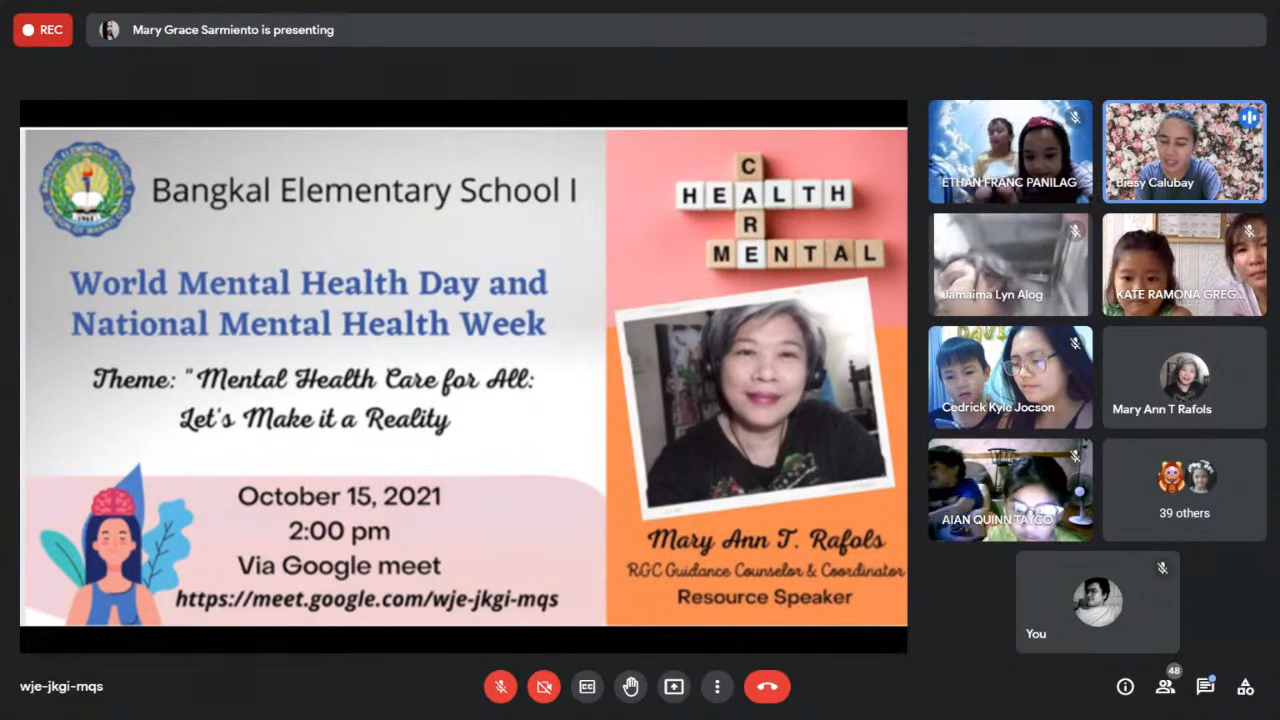 REC
Mary Grace Sarmiento is presenting
Bangkal Elementary School I
World Mental Health Day and
National Mental Health Week
Theme: "Mental Health Care for All:
Let's Make it a Reality
October 15, 2021
2:00 pm
Via Google meet
https://meet.google.com/wje-jkgi-mqs
CARE
HEALTH
MENTAL
Mary Ann T. Rafols
RGC Guidance Counselor & Coordinator
Resource Speaker
ETHAN FRANC PANILAG
Biesy Calubay
Jamaima Lyn Alog
KATE RAMONA GREG...
Cedrick Kyle Jocson
Mary Ann T Rafols
AIAN QUINN TAYCO
39 others
You
wje-jkgi-mqs
48